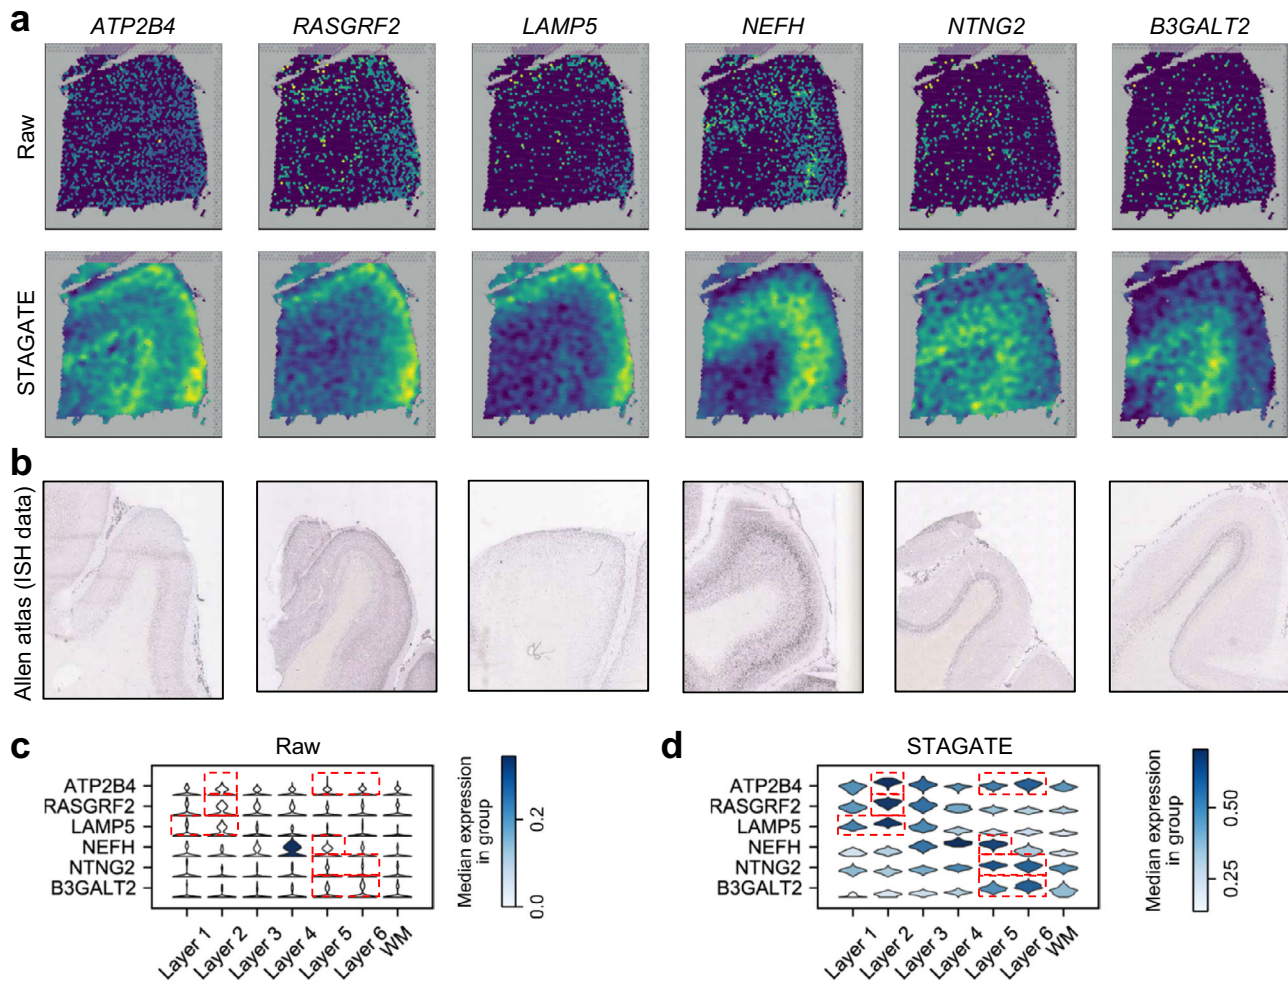 a
ATP2B4 RASGRF2 LAMP5 NEFH NTNG2 B3GALT2
Raw
STAGATE
b
Allen atlas (ISH data)
c
Raw
ATP2B4
RASGRF2
LAMP5
NEFH
NTNG2
B3GALT2
Layer 1 Layer 2 Layer 3 Layer 4 Layer 5 Layer 6 WM
Median expression
in group
0.2
0.0
d
STAGATE
ATP2B4
RASGRF2
LAMP5
NEFH
NTNG2
B3GALT2
Layer 1 Layer 2 Layer 3 Layer 4 Layer 5 Layer 6 WM
Median expression
in group
0.50
0.25